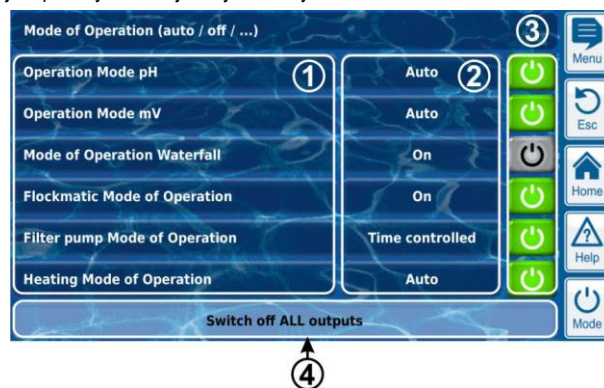 Mode of Operation (auto / off / ...)
3
Menu
Operation Mode pH
1
Auto
2
Operation Mode mV
Auto
Esc
Mode of Operation Waterfall
On
Home
Flockmatic Mode of Operation
On
Help
Filter pump Mode of Operation
Time controlled
Heating Mode of Operation
Auto
Mode
Switch off ALL outputs
4